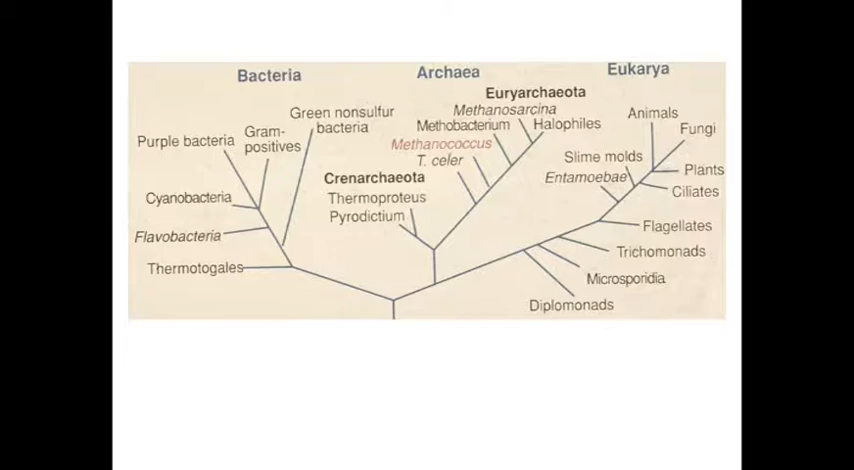 Bacteria
Archaea
Eukarya
Purple bacteria
Gram-
positives
Green nonsulfur
bacteria
Cyanobacteria
Flavobacteria
Thermotogales
Euryarchaeota
Methanosarcina
Methobacterium
Halophiles
Methanococcus
T. celer
Crenarchaeota
Thermoproteus
Pyrodictium
Animals
Fungi
Slime molds
Plants
Entamoebae
Ciliates
Flagellates
Trichomonads
Microsporidia
Diplomonads